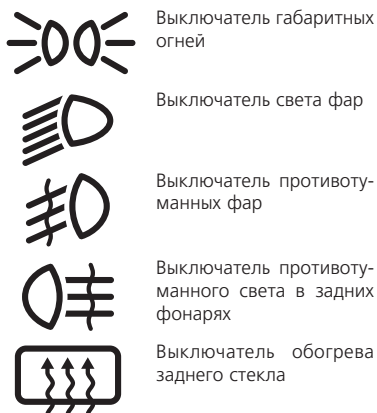 Выключатель габаритных
огней
Выключатель света фар
Выключатель противоту-
манных фар
Выключатель противоту-
манного света в задних
фонарях
Выключатель обогрева
заднего стекла